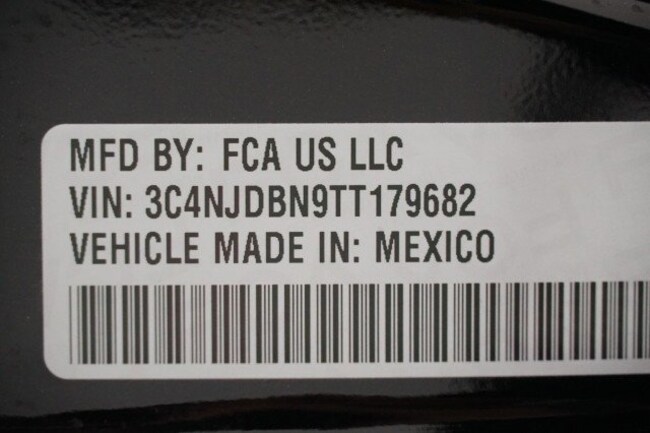 MFD BY: FCA US LLC
VIN: 3C4NJDBN9TT179682
VEHICLE MADE IN: MEXICO